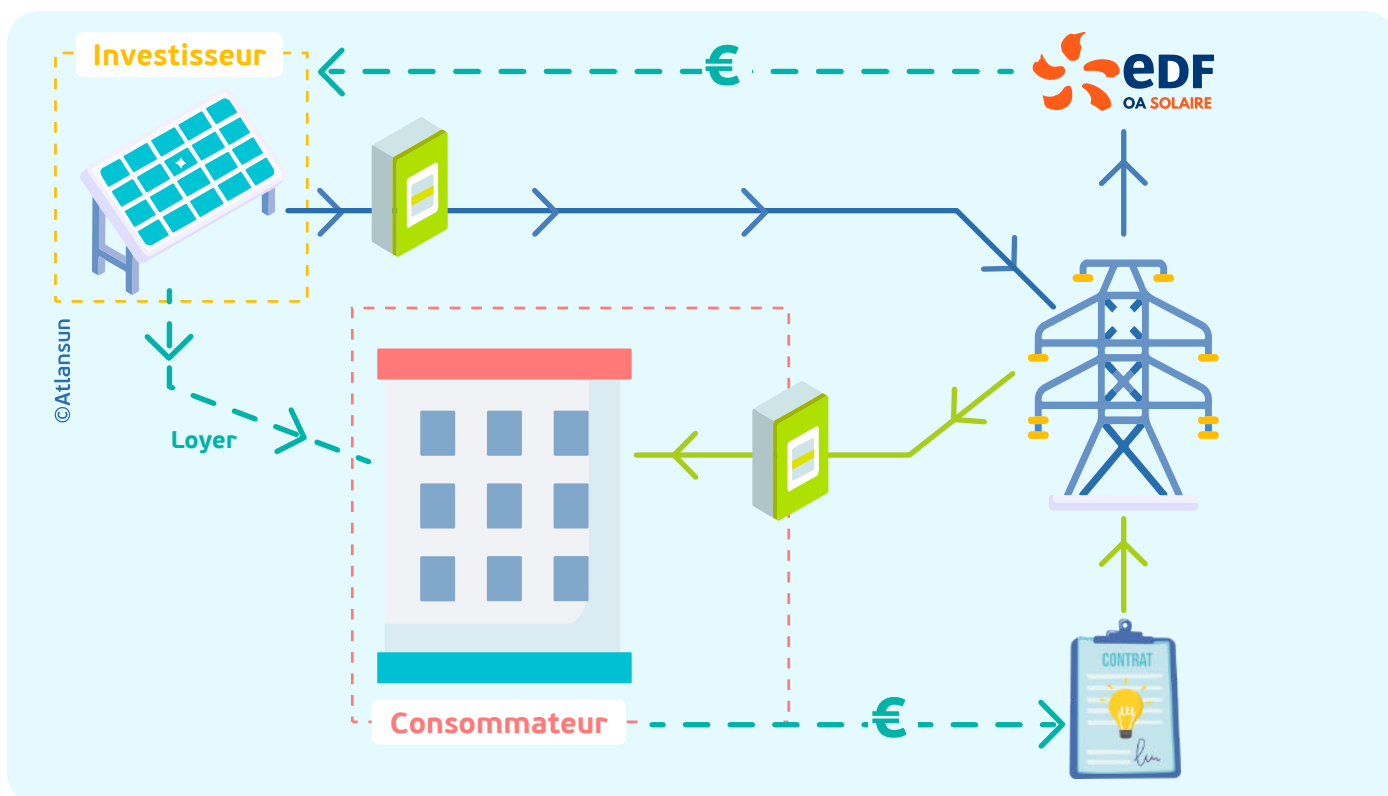 Investisseur
€
eDF
OA SOLAIRE
©Atlansun
Loyer
CONTRAT
Consommateur
€